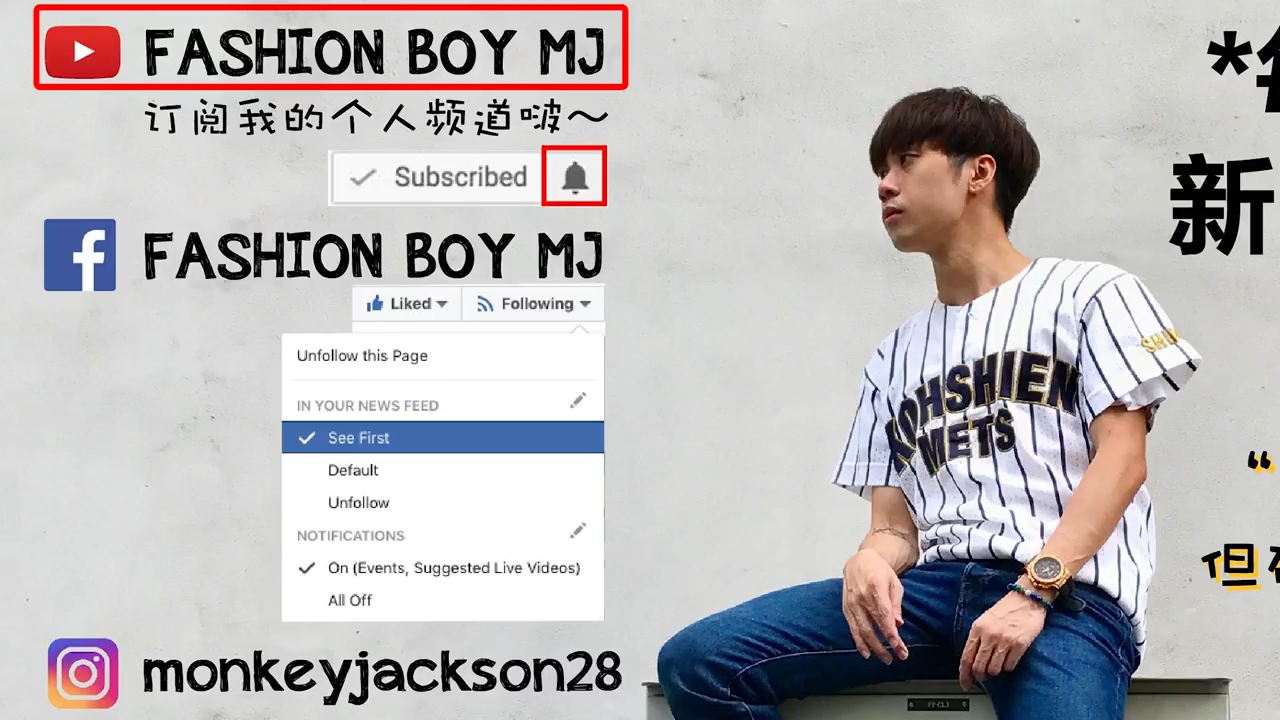 FASHION BOY MJ
订阅我的个人频道啵～
Subscribed
FASHION BOY MJ
Liked Following
Unfollow this Page
IN YOUR NEWS FEED
See First
Default
Unfollow
NOTIFICATIONS
On (Events, Suggested Live Videos)
All Off
monkeyjackson28
SHIEN
METS
新
“
但